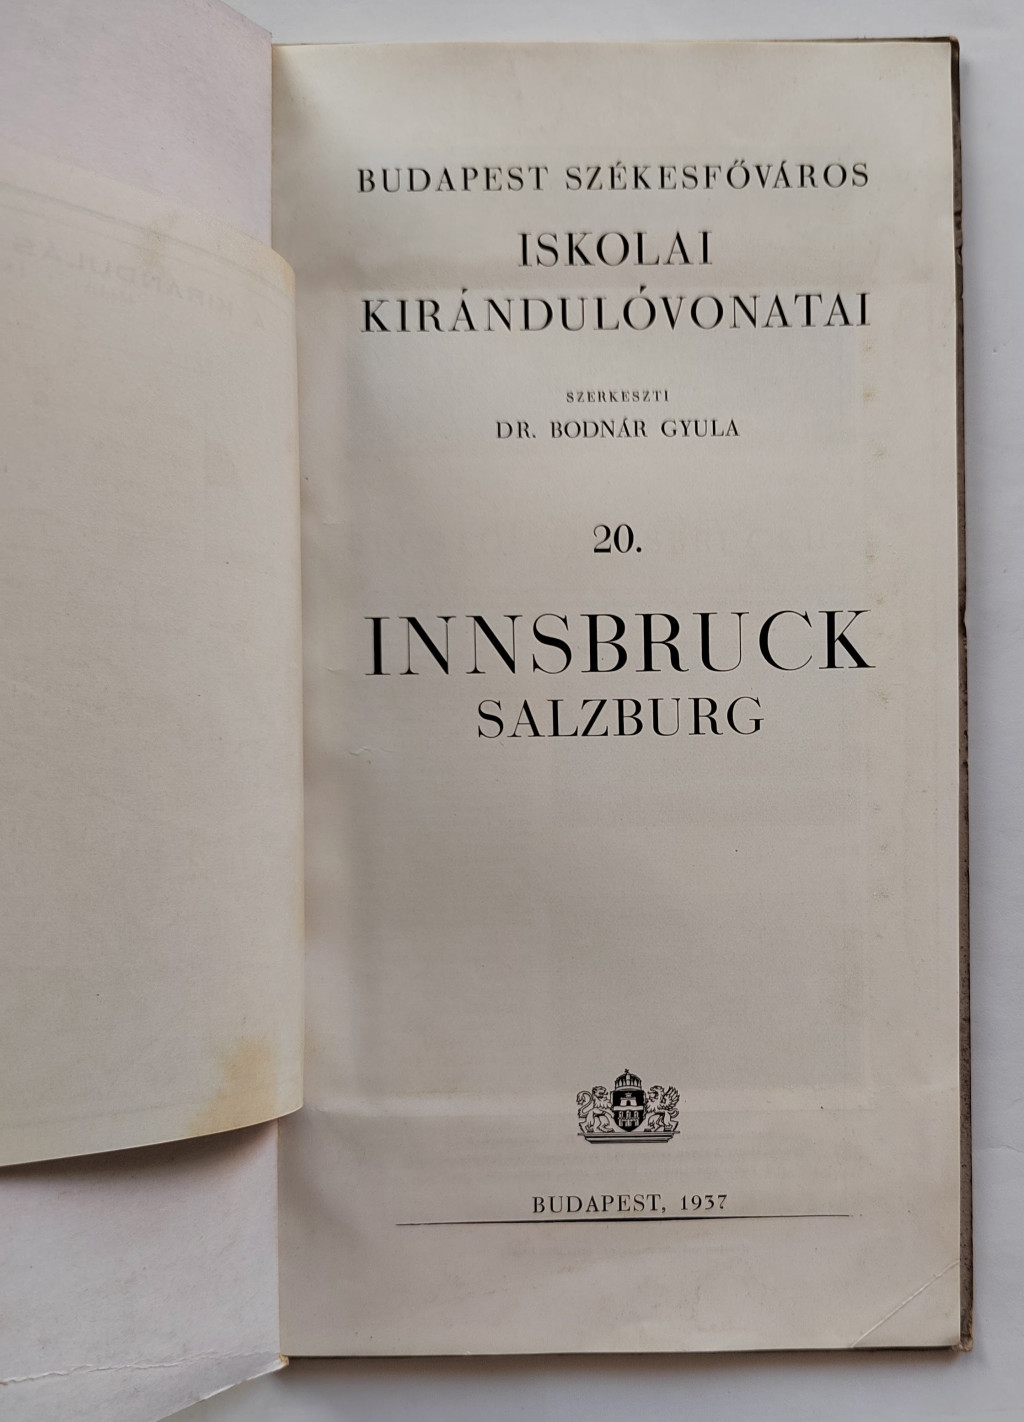 BUDAPEST SZÉKESFŐVÁROS
ISKOLAI
KIRÁNDULÓVONATAI
SZERKESZTI
DR. BODNÁR GYULA
20.
INNSBRUCK
SALZBURG
BUDAPEST, 1937